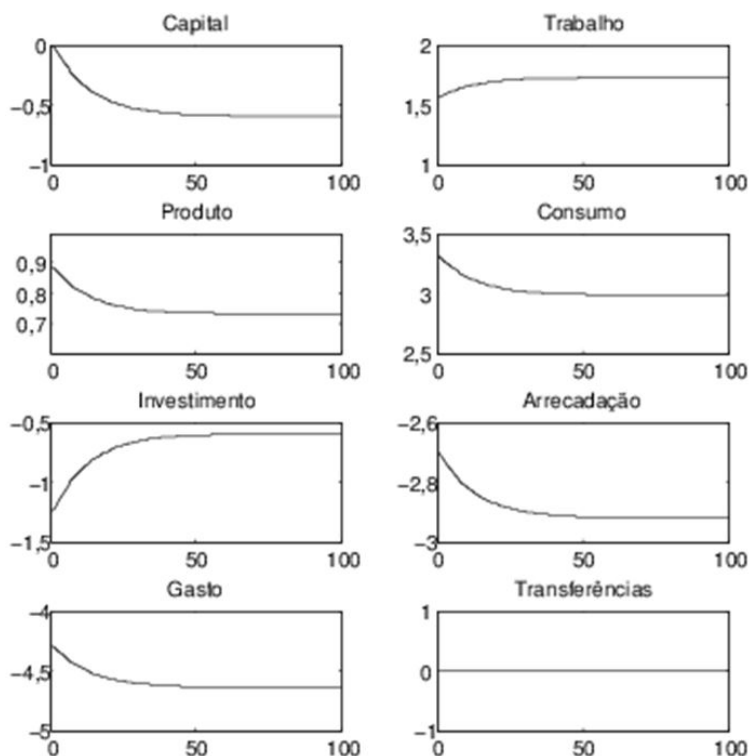 Capital
0
−0,5
−1
0 50 100
Trabalho
2
1,5
1
0 50 100
Produto
0,9
0,8
0,7
0 50 100
Consumo
3,5
3
2,5
0 50 100
Investimento
−0,5
−1
−1,5
0 50 100
Arrecadação
−2,6
−2,8
−3
0 50 100
Gasto
−4
−4,5
−5
0 50 100
Transferências
1
0
−1
0 50 100